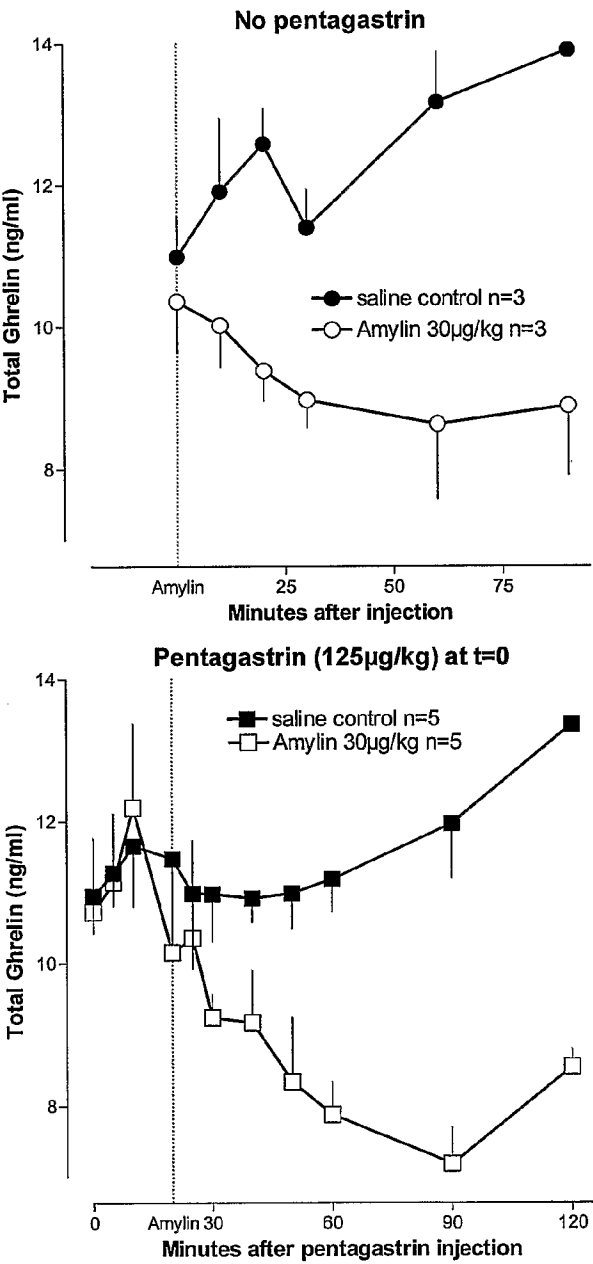 No pentagastrin
14
12
10
8
Total Ghrelin (ng/ml)
saline control n=3
Amylin 30µg/kg n=3
Amylin 25 50 75
Minutes after injection
Pentagastrin (125µg/kg) at t=0
14
12
10
8
Total Ghrelin (ng/ml)
saline control n=5
Amylin 30µg/kg n=5
0 Amylin 30 60 90 120
Minutes after pentagastrin injection